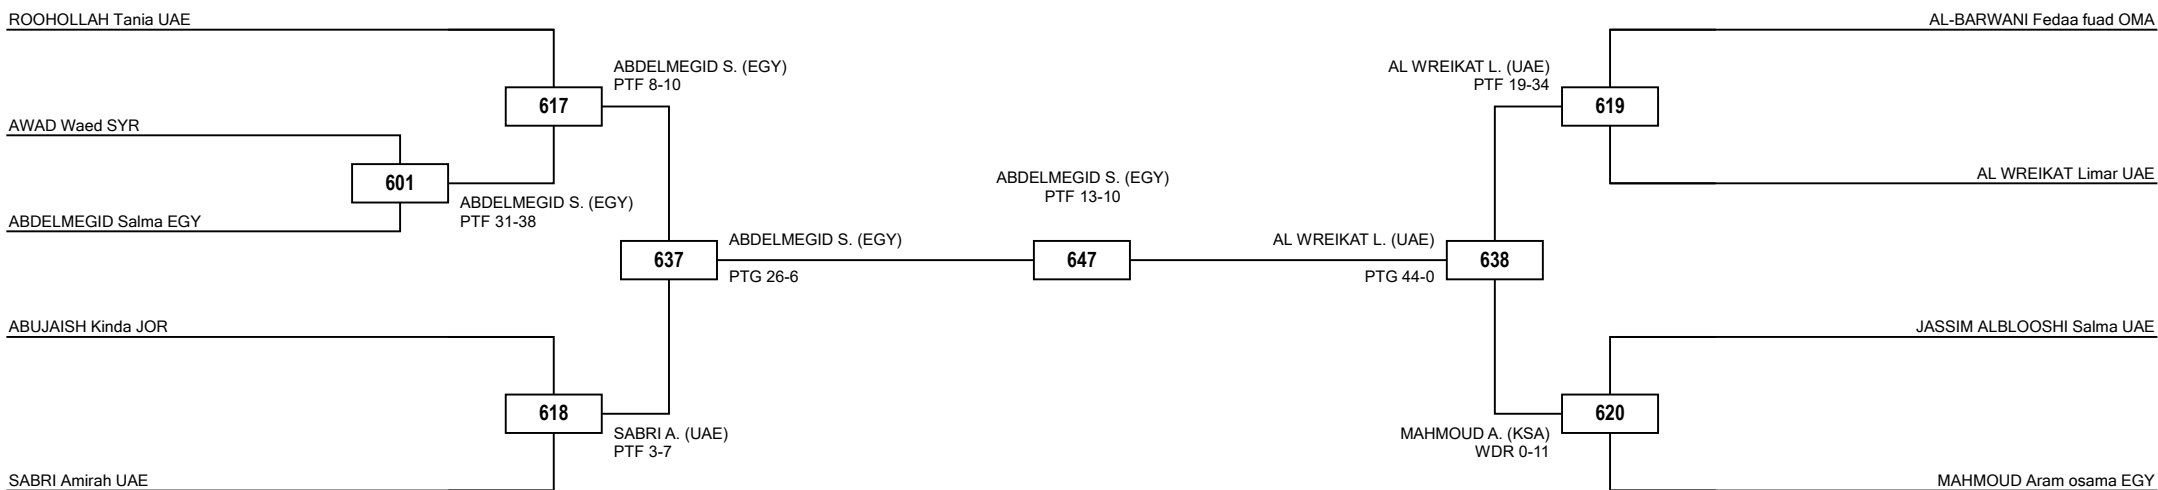 ROOHOLLAH Tania UAE
AL-BARWANI Fedaa fuad OMA
ABDELMEGID S. (EGY)
PTF 8-10
AL WREIKAT L. (UAE)
PTF 19-34
617
619
AWAD Waed SYR
601
ABDELMEGID S. (EGY)
PTF 13-10
AL WREIKAT Limar UAE
ABDELMEGID S. (EGY)
PTF 31-38
ABDELMEGID Salma EGY
637
ABDELMEGID S. (EGY)
PTG 26-6
647
AL WREIKAT L. (UAE)
PTG 44-0
638
ABUJAISH Kinda JOR
JASSIM ALBLOOSHI Salma UAE
618
620
SABRI A. (UAE)
PTF 3-7
MAHMOUD A. (KSA)
WDR 0-11
SABRI Amirah UAE
MAHMOUD Aram osama EGY